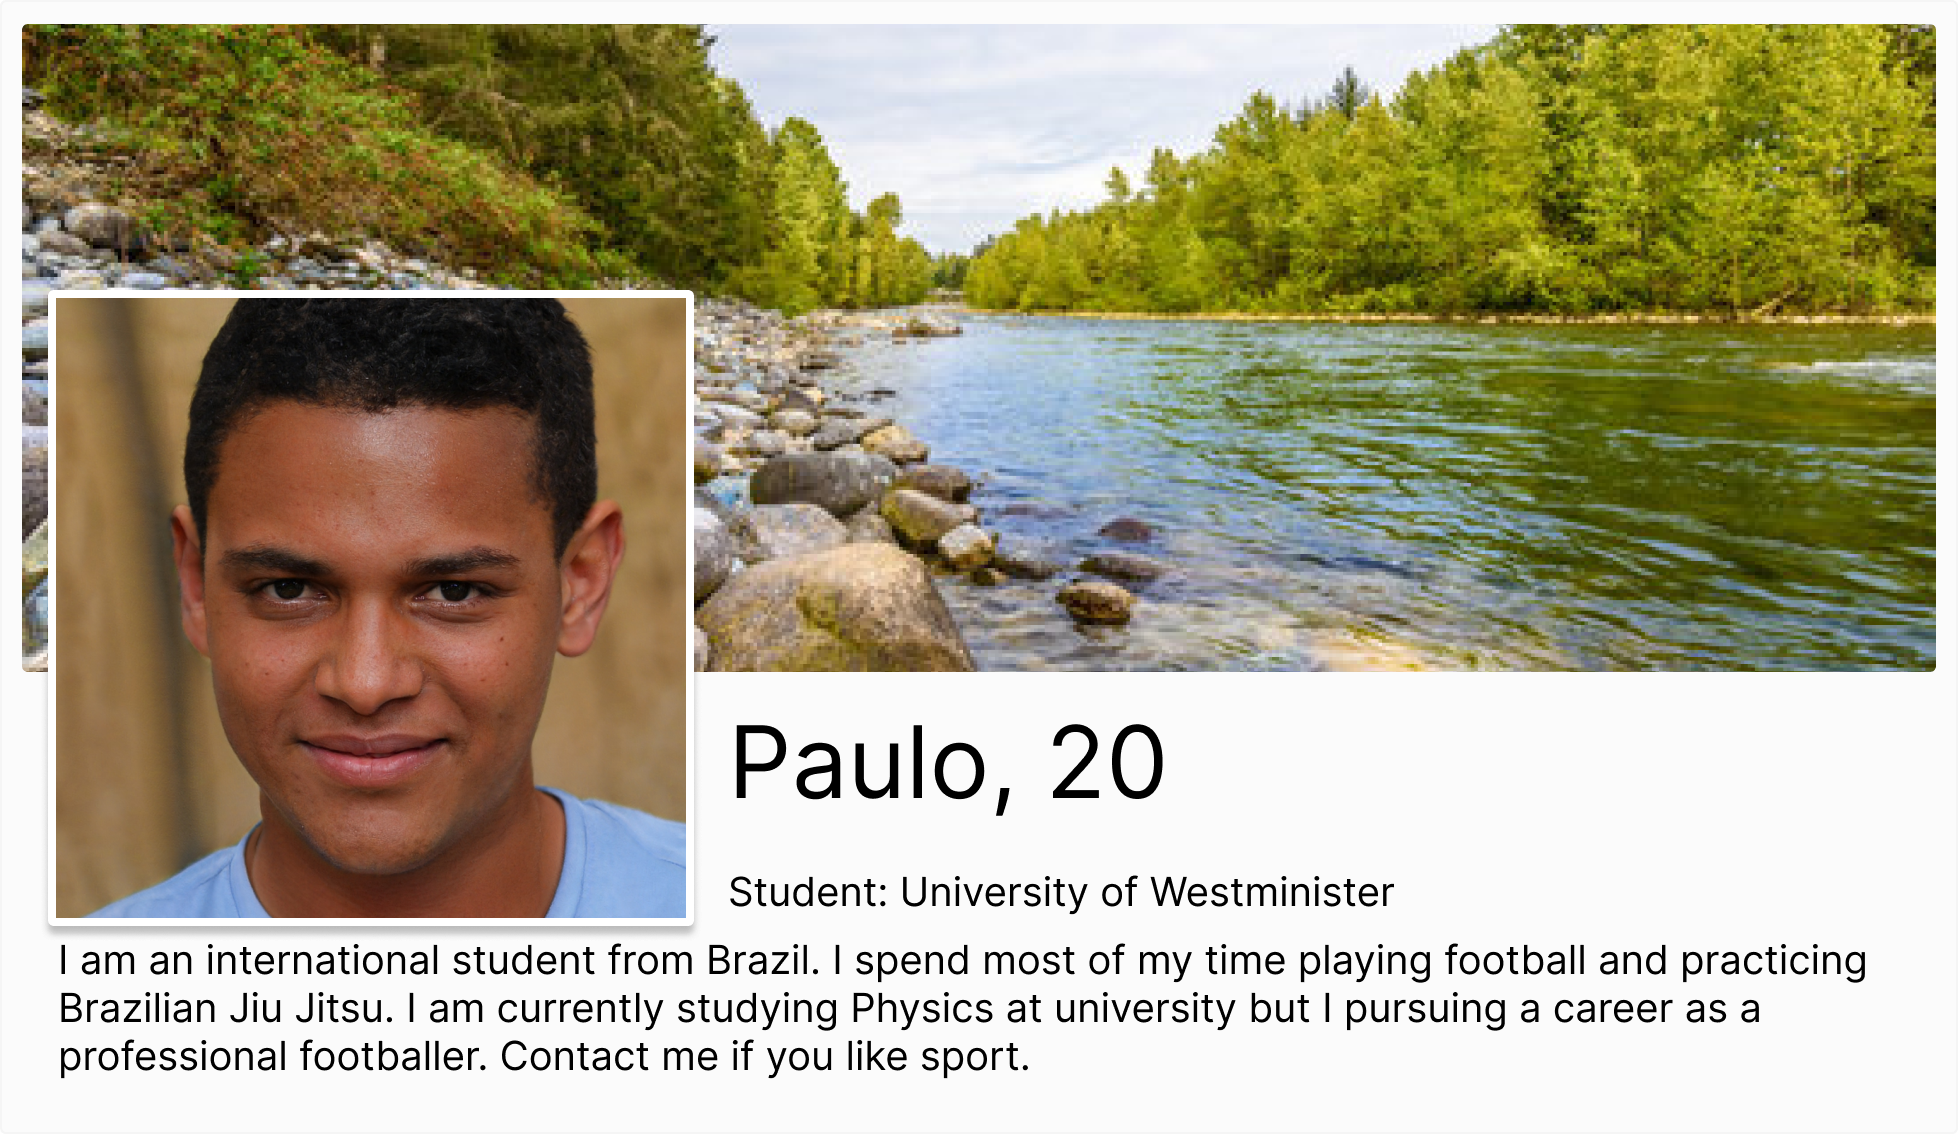 Paulo, 20
Student: University of Westminister
I am an international student from Brazil. I spend most of my time playing football and practicing
Brazilian Jiu Jitsu. I am currently studying Physics at university but I pursuing a career as a
professional footballer. Contact me if you like sport.